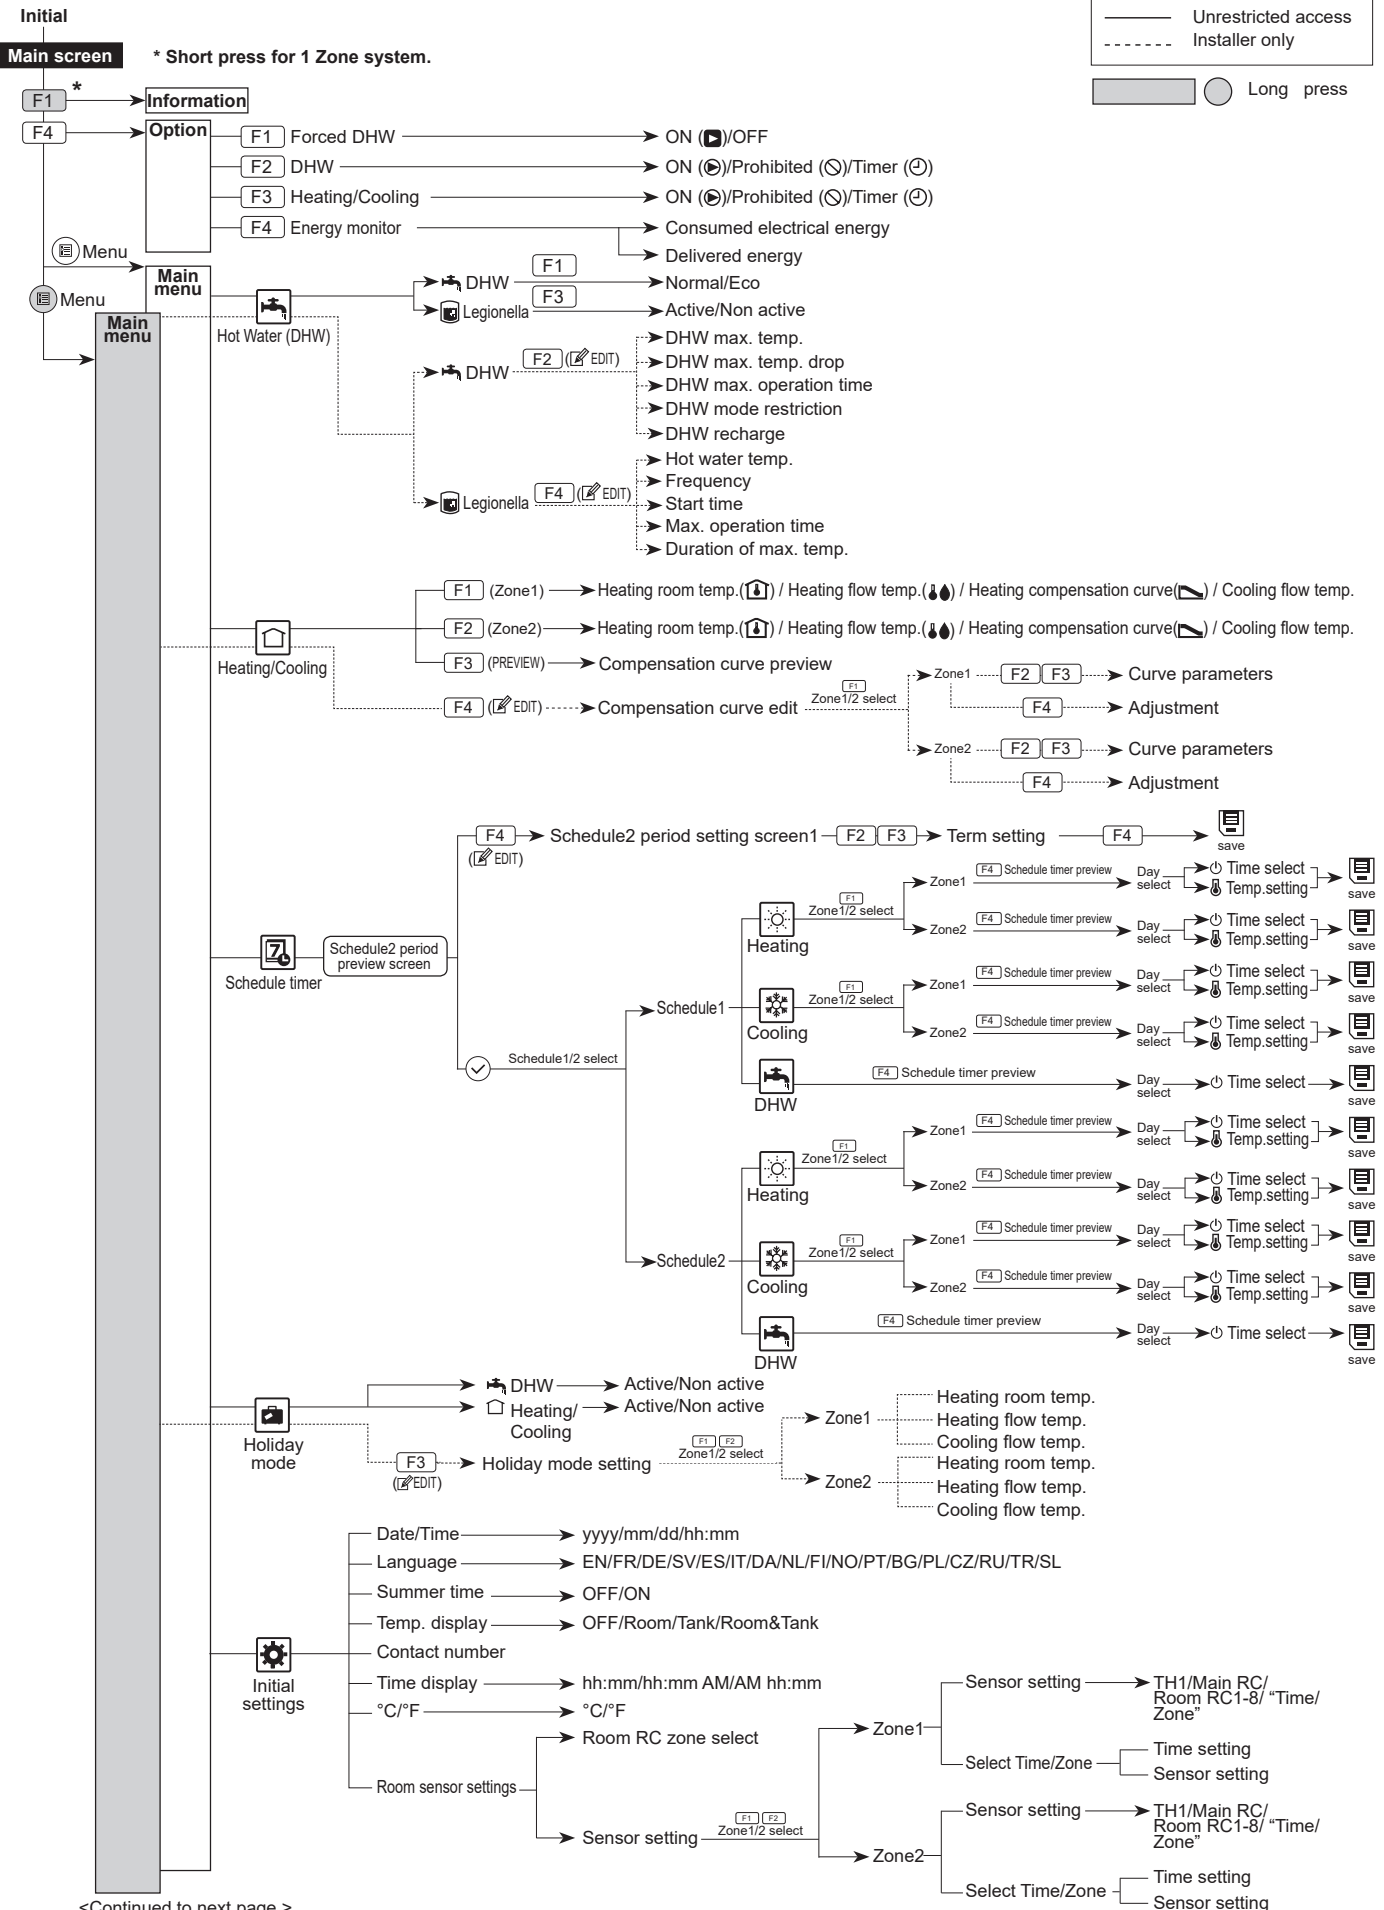 Initial
Unrestricted access
Installer only
Main screen
* Short press for 1 Zone system.
Long press
F1 * Information
F4 Option
F1 Forced DHW ON ( )/OFF
F2 DHW ON ( )/Prohibited ( )/Timer ( )
F3 Heating/Cooling ON ( )/Prohibited ( )/Timer ( )
F4 Energy monitor Consumed electrical energy
Delivered energy
Menu
Main menu
Menu
Main menu
Hot Water (DHW)
DHW F1 Normal/Eco
Legionella F3 Active/Non active
DHW F2 ( EDIT)
DHW max. temp.
DHW max. temp. drop
DHW max. operation time
DHW mode restriction
DHW recharge
Legionella F4 ( EDIT)
Hot water temp.
Frequency
Start time
Max. operation time
Duration of max. temp.
Heating/Cooling
F1 (Zone1) Heating room temp.( ) / Heating flow temp.( ) / Heating compensation curve( ) / Cooling flow temp.
F2 (Zone2) Heating room temp.( ) / Heating flow temp.( ) / Heating compensation curve( ) / Cooling flow temp.
F3 (PREVIEW) Compensation curve preview
F4 ( EDIT) Compensation curve edit F1 Zone1/2 select
Zone1 F2 F3 Curve parameters
F4 Adjustment
Zone2 F2 F3 Curve parameters
F4 Adjustment
Schedule timer
7
Schedule2 period
preview screen
F4 ( EDIT) Schedule2 period setting screen1 F2 F3 Term setting F4 save
Schedule1/2 select
Schedule1
Heating F1 Zone1/2 select
Zone1 F4 Schedule timer preview Day select Time select Temp.setting save
Zone2 F4 Schedule timer preview Day select Time select Temp.setting save
Cooling F1 Zone1/2 select
Zone1 F4 Schedule timer preview Day select Time select Temp.setting save
Zone2 F4 Schedule timer preview Day select Time select Temp.setting save
DHW F4 Schedule timer preview Day select Time select save
Schedule2
Heating F1 Zone1/2 select
Zone1 F4 Schedule timer preview Day select Time select Temp.setting save
Zone2 F4 Schedule timer preview Day select Time select Temp.setting save
Cooling F1 Zone1/2 select
Zone1 F4 Schedule timer preview Day select Time select Temp.setting save
Zone2 F4 Schedule timer preview Day select Time select Temp.setting save
DHW F4 Schedule timer preview Day select Time select save
Holiday
mode
DHW Active/Non active
Heating/ Active/Non active
Cooling
F3 ( EDIT) Holiday mode setting F1 F2 Zone1/2 select
Zone1
Heating room temp.
Heating flow temp.
Cooling flow temp.
Zone2
Heating room temp.
Heating flow temp.
Cooling flow temp.
Initial
settings
Date/Time yyyy/mm/dd/hh:mm
Language EN/FR/DE/SV/ES/IT/DA/NL/FI/NO/PT/BG/PL/CZ/RU/TR/SL
Summer time OFF/ON
Temp. display OFF/Room/Tank/Room&Tank
Contact number
Time display hh:mm/hh:mm AM/AM hh:mm
°C/°F °C/°F
Room sensor settings
Room RC zone select
Sensor setting F1 F2 Zone1/2 select
Zone1
Sensor setting TH1/Main RC/
Room RC1-8/ “Time/
Zone”
Select Time/Zone
Time setting
Sensor setting
Zone2
Sensor setting TH1/Main RC/
Room RC1-8/ “Time/
Zone”
Select Time/Zone
Time setting
Sensor setting
<Continued to next page.>